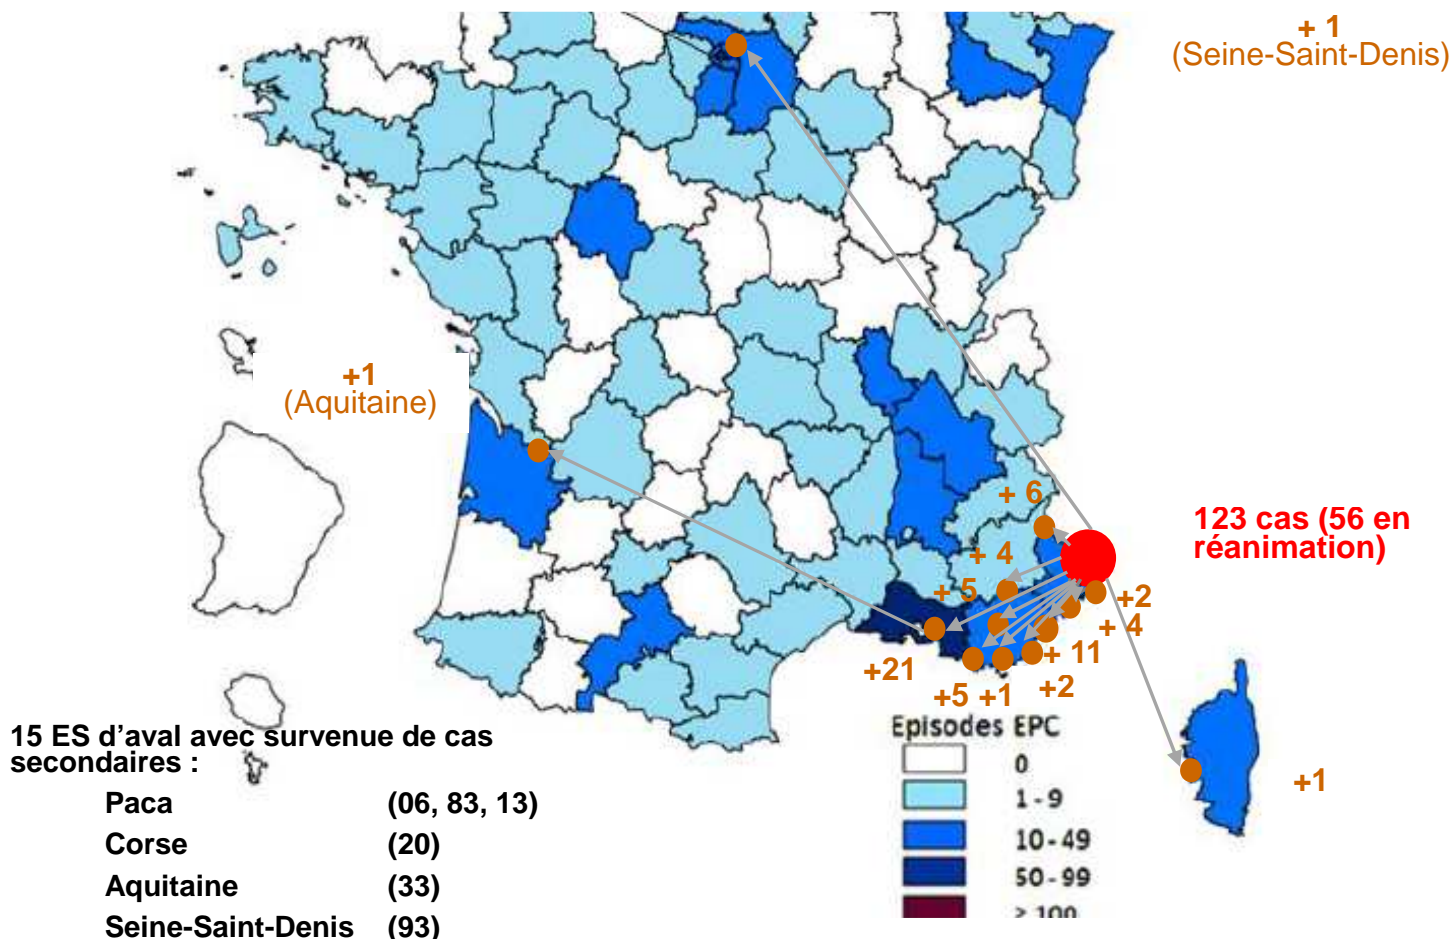 + 1
(Seine-Saint-Denis)
+1
(Aquitaine)
+ 6
123 cas (56 en
réanimation)
+ 4
+ 5
+2
+ 4
+ 11
+21
+5
+1
+2
+1
Episodes EPC
0
1 - 9
10 - 49
50 - 99
≥ 100
15 ES d’aval avec survenue de cas
secondaires :
Paca (06, 83, 13)
Corse (20)
Aquitaine (33)
Seine-Saint-Denis (93)